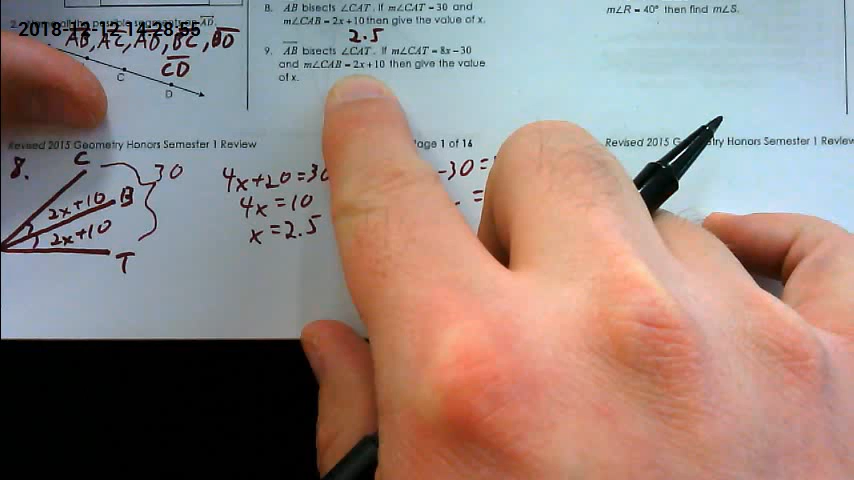 2018-12-12-14-28-55
AB, AC, AD, BC, BD
CD
C
D
8. AB bisects ∠CAT. If m∠CAT = 30 and
m∠CAB = 2x + 10 then give the value of x.
2.5
9. AB bisects ∠CAT. If m∠CAT = 8x – 30
and m∠CAB = 2x + 10 then give the value
of x.
m∠R = 40° then find m∠S.
Revised 2015 Geometry Honors Semester 1 Review
Page 1 of 16
Revised 2015 Geometry Honors Semester 1 Review
8.
C
30
2x+10 B
2x+10
T
4x+20=30
4x=10
x=2.5
-30=
=